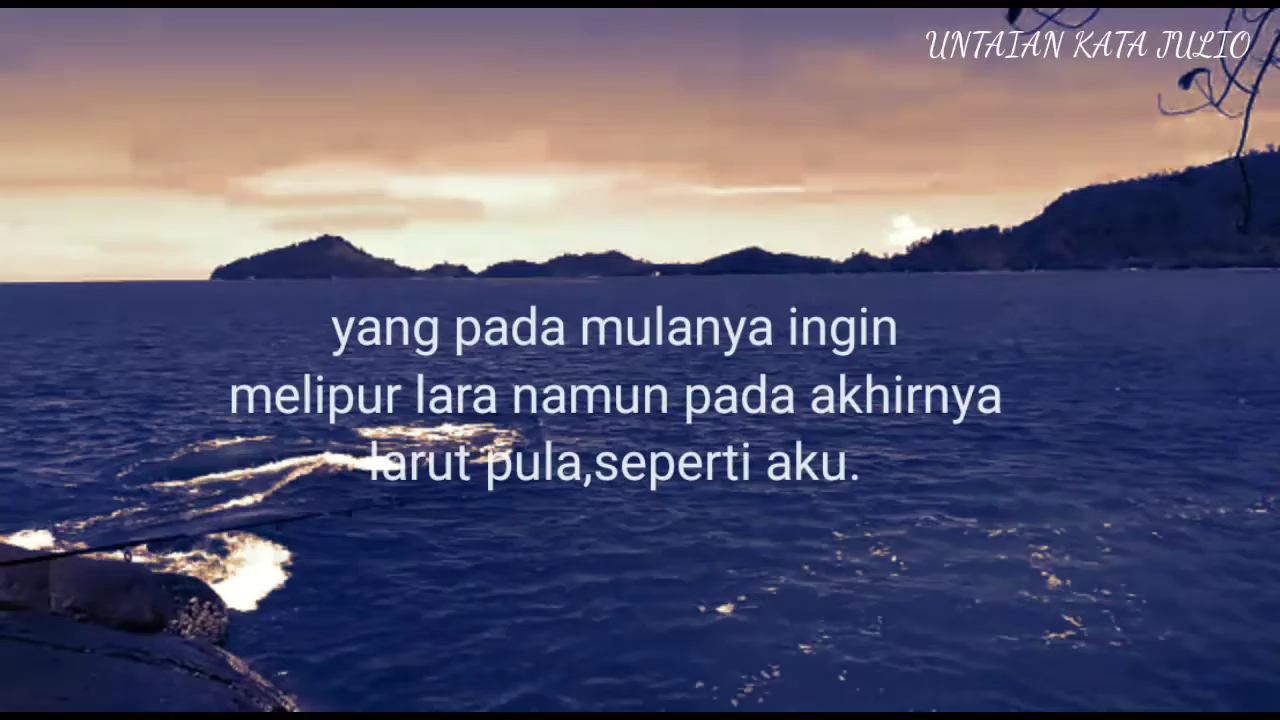 UNTAIAN KATA JULIO
yang pada mulanya ingin
melipur lara namun pada akhirnya
larut pula,seperti aku.